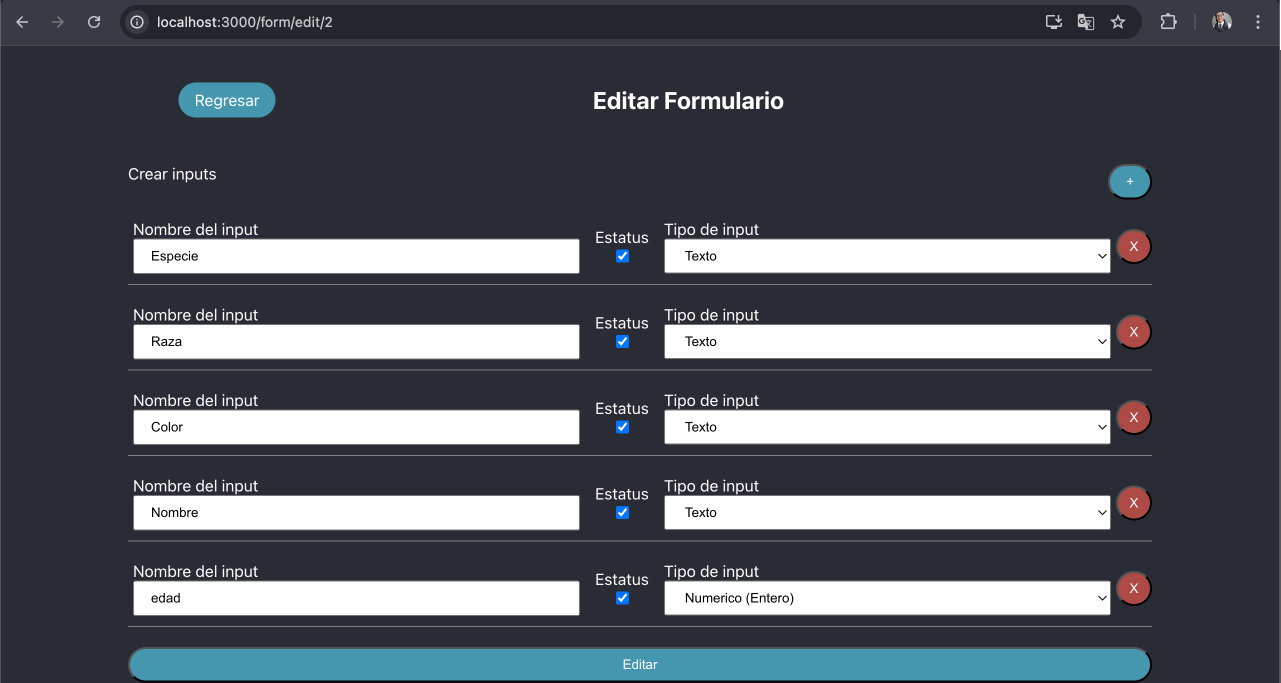 localhost:3000/form/edit/2
Regresar
Editar Formulario
Crear inputs
+
Nombre del input
Estatus
Tipo de input
Especie
Texto
X
Nombre del input
Estatus
Tipo de input
Raza
Texto
X
Nombre del input
Estatus
Tipo de input
Color
Texto
X
Nombre del input
Estatus
Tipo de input
Nombre
Texto
X
Nombre del input
Estatus
Tipo de input
edad
Numerico (Entero)
X
Editar